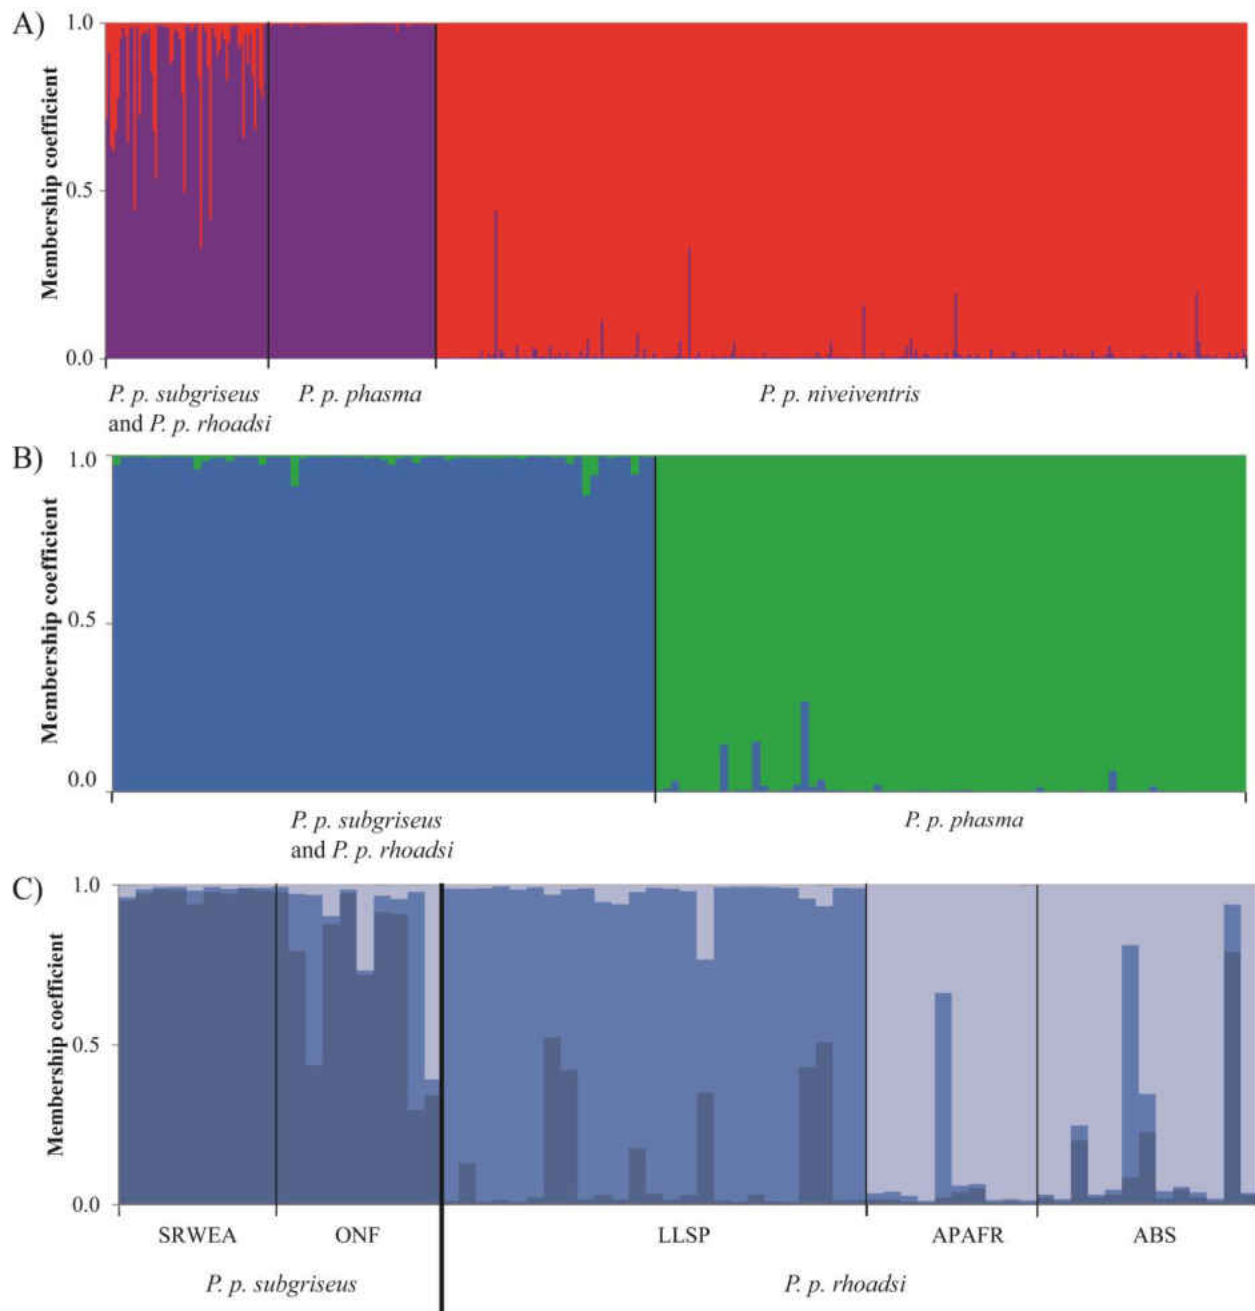 A)
Membership coefficient
1.0
0.5
0.0
P. p. subgriseus
and P. p. rhoadsi
P. p. phasma
P. p. niveiventris
B)
Membership coefficient
1.0
0.5
0.0
P. p. subgriseus
and P. p. rhoadsi
P. p. phasma
C)
Membership coefficient
1.0
0.5
0.0
SRWEA ONF LLSP APAFR ABS
P. p. subgriseus P. p. rhoadsi